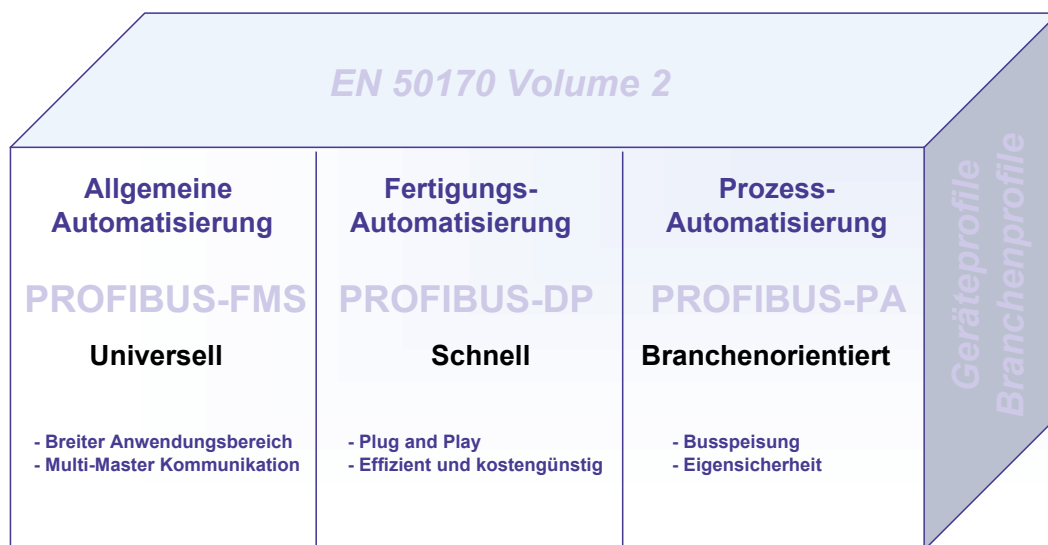 EN 50170 Volume 2
Allgemeine
Automatisierung
PROFIBUS-FMS
Universell
- Breiter Anwendungsbereich
- Multi-Master Kommunikation
Fertigungs-
Automatisierung
PROFIBUS-DP
Schnell
- Plug and Play
- Effizient und kostengünstig
Prozess-
Automatisierung
PROFIBUS-PA
Branchenorientiert
- Busspeisung
- Eigensicherheit
Geräteprofile
Branchenprofile